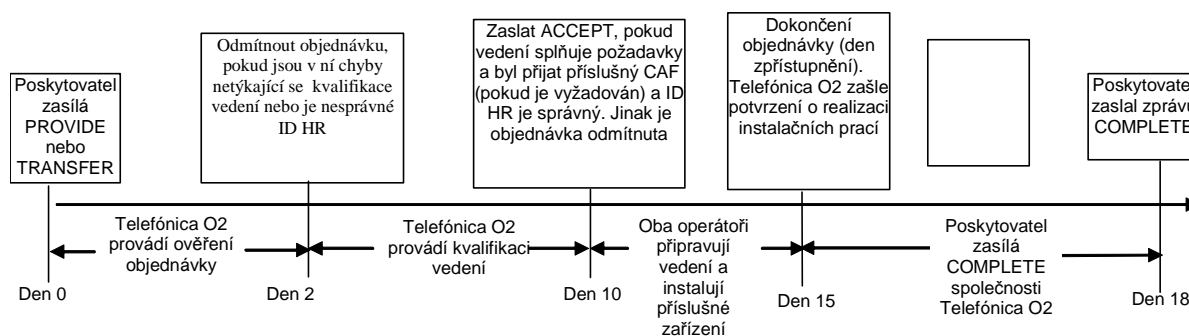 Poskytovatel
zasílá
PROVIDE
nebo
TRANSFER
Odmítnout objednávku,
pokud jsou v ní chyby
netýkající se kvalifikace
vedení nebo je nesprávné
ID HR
Zaslat ACCEPT, pokud
vedení splňuje požadavky
a byl přijat příslušný CAF
(pokud je vyžadován) a ID
HR je správný. Jinak je
objednávka odmítnuta
Dokončení
objednávky (den
zpřístupnění).
Telefónica O2 zašle
potvrzení o realizaci
instalačních prací
Poskytovate
zaslal zprávu
COMPLETE
Telefónica O2
provádí ověření
objednávky
Telefónica O2
provádí kvalifikaci
vedení
Oba operátoři
připravují
vedení a
instalují
příslušné
zařízení
Poskytovatel
zasílá
COMPLETE
společnosti
Telefónica O2
Den 0
Den 2
Den 10
Den 15
Den 18